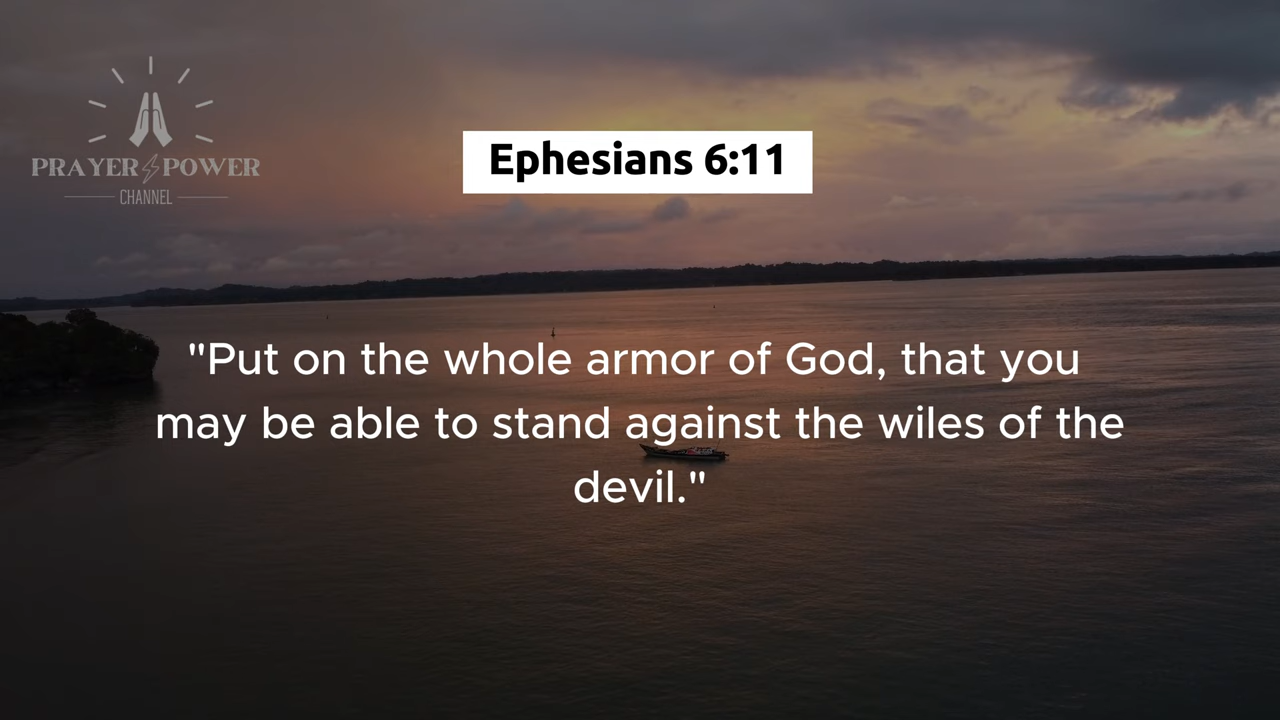 PRAYER POWER
CHANNEL
Ephesians 6:11
"Put on the whole armor of God, that you
may be able to stand against the wiles of the
devil."